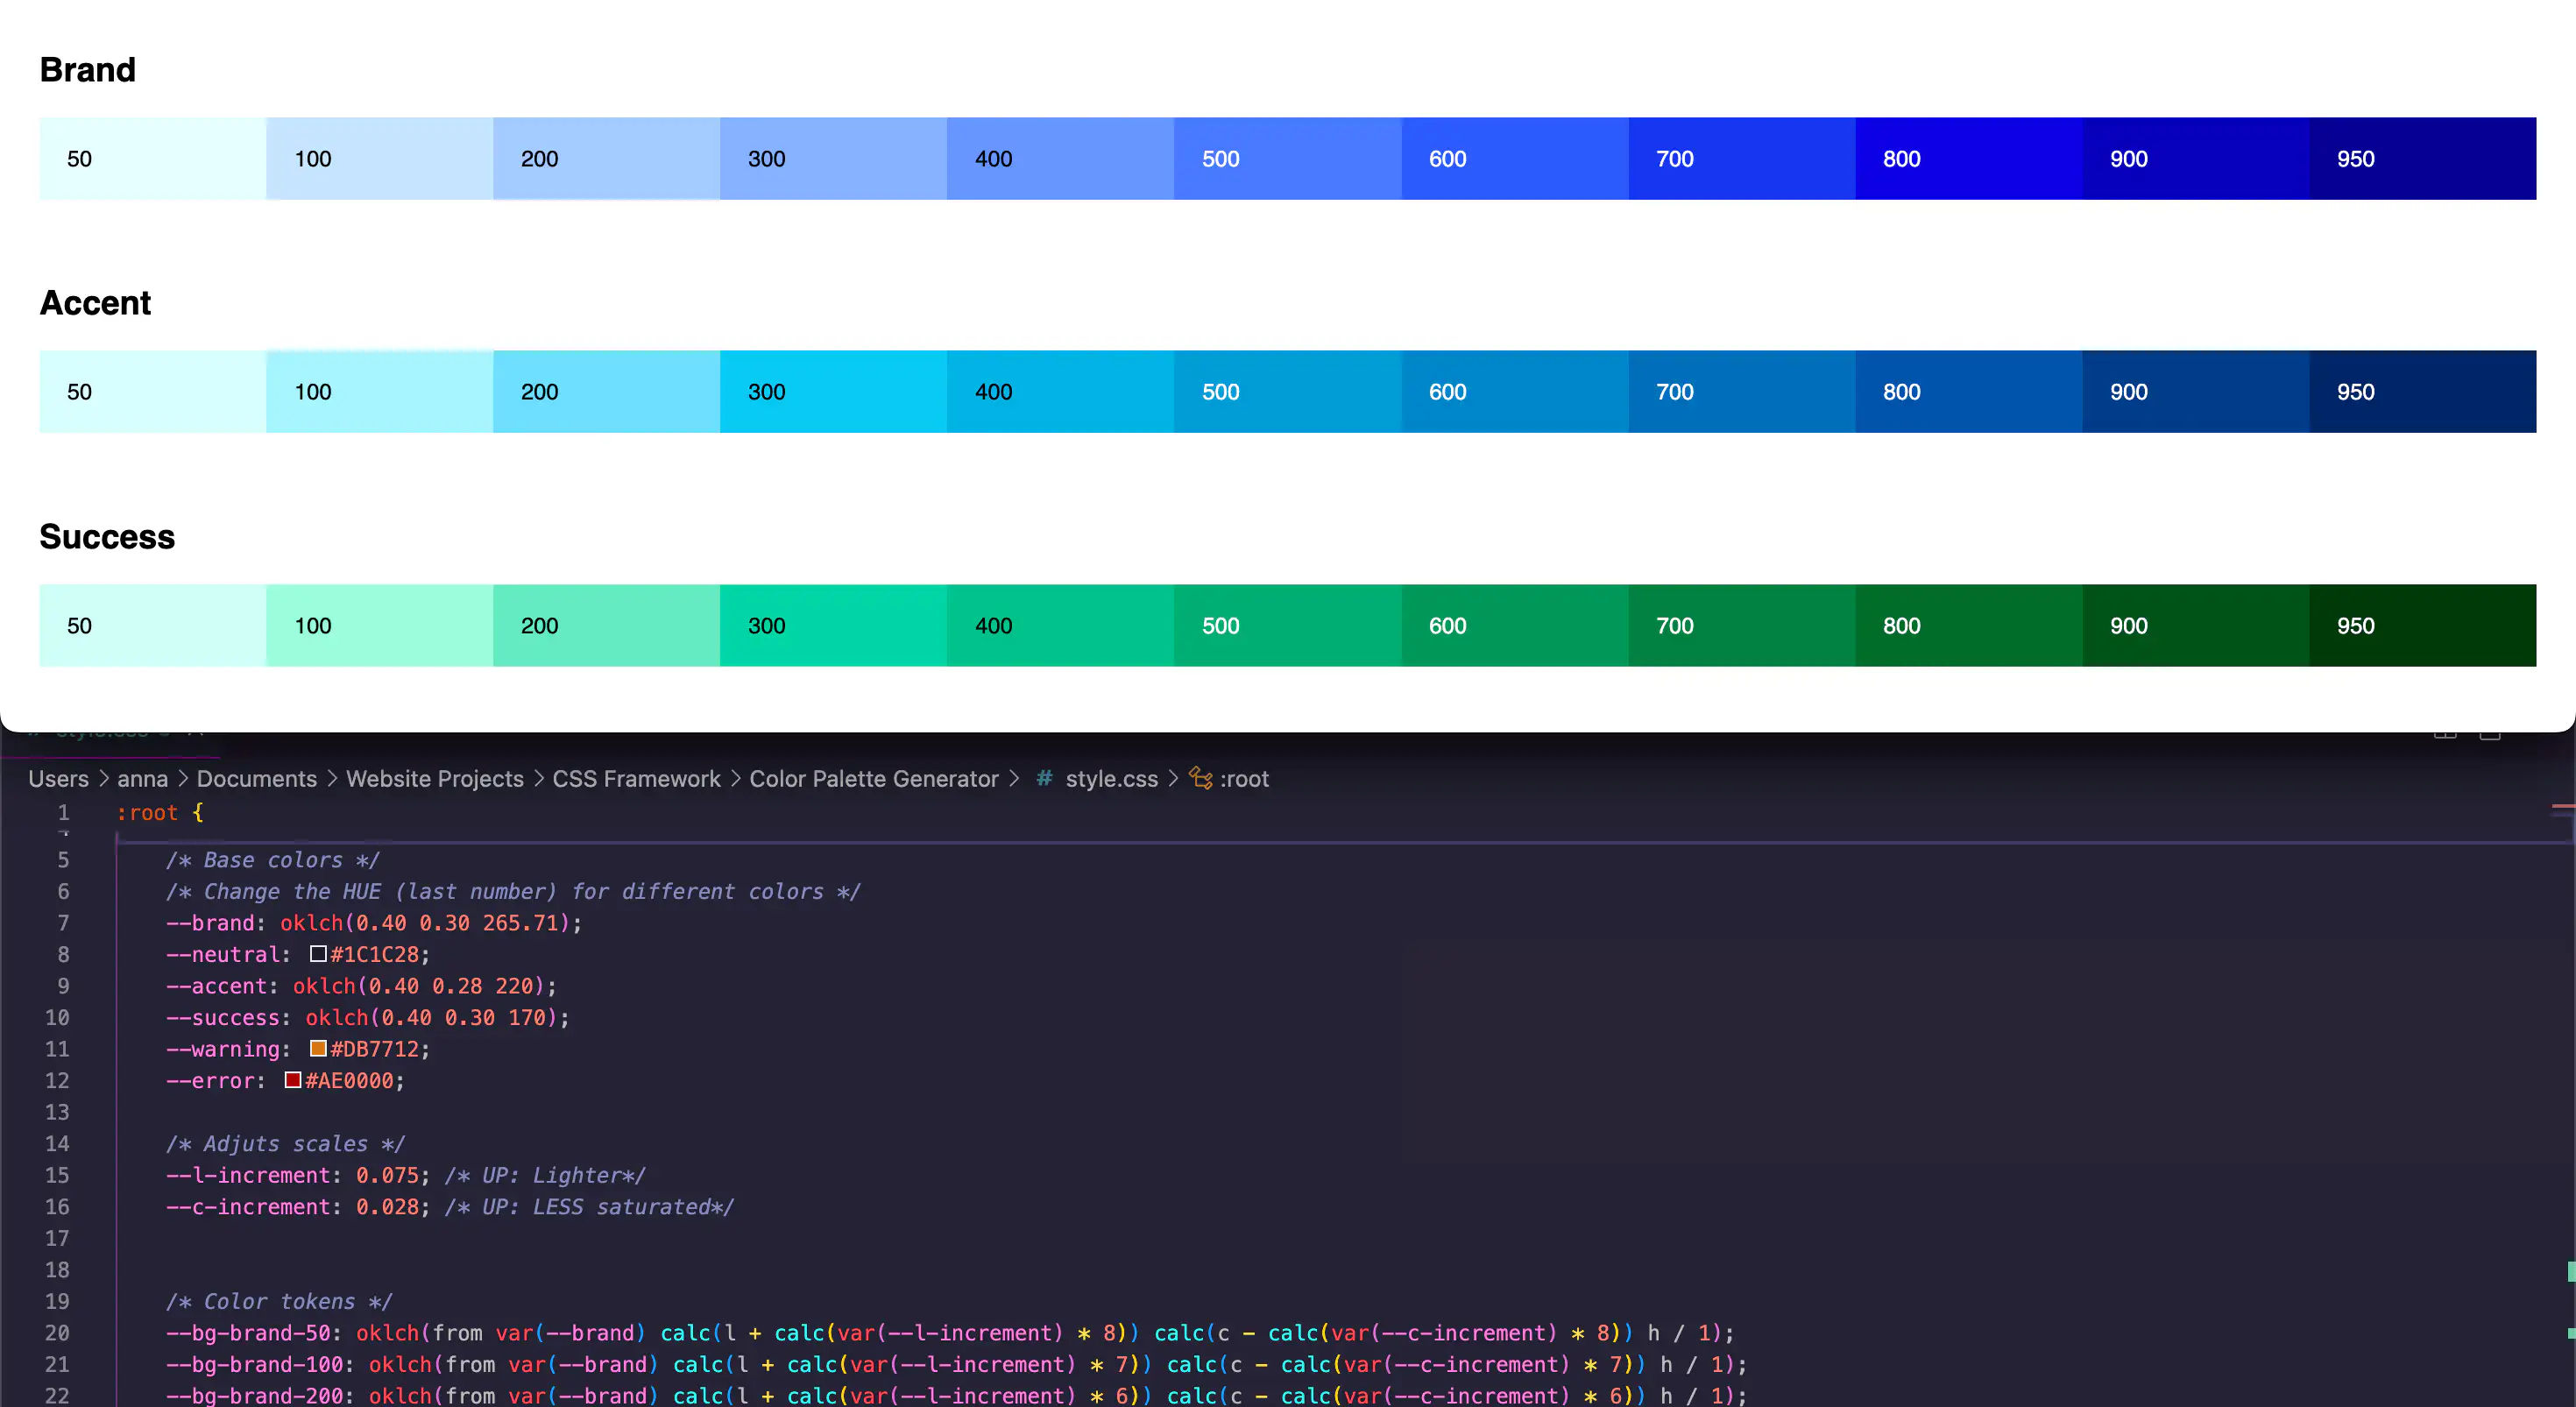 Brand
50 100 200 300 400 500 600 700 800 900 950
Accent
50 100 200 300 400 500 600 700 800 900 950
Success
50 100 200 300 400 500 600 700 800 900 950
Users > anna > Documents > Website Projects > CSS Framework > Color Palette Generator > # style.css > :root
1 :root {
5 /* Base colors */
6 /* Change the HUE (last number) for different colors */
7 --brand: oklch(0.40 0.30 265.71);
8 --neutral: #1C1C28;
9 --accent: oklch(0.40 0.28 220);
10 --success: oklch(0.40 0.30 170);
11 --warning: #DB7712;
12 --error: #AE0000;
13
14 /* Adjuts scales */
15 --l-increment: 0.075; /* UP: Lighter*/
16 --c-increment: 0.028; /* UP: LESS saturated*/
17
18
19 /* Color tokens */
20 --bg-brand-50: oklch(from var(--brand) calc(l + calc(var(--l-increment) * 8)) calc(c - calc(var(--c-increment) * 8)) h / 1);
21 --bg-brand-100: oklch(from var(--brand) calc(l + calc(var(--l-increment) * 7)) calc(c - calc(var(--c-increment) * 7)) h / 1);
22 --bg-brand-200: oklch(from var(--brand) calc(l + calc(var(--l-increment) * 6)) calc(c - calc(var(--c-increment) * 6)) h / 1);